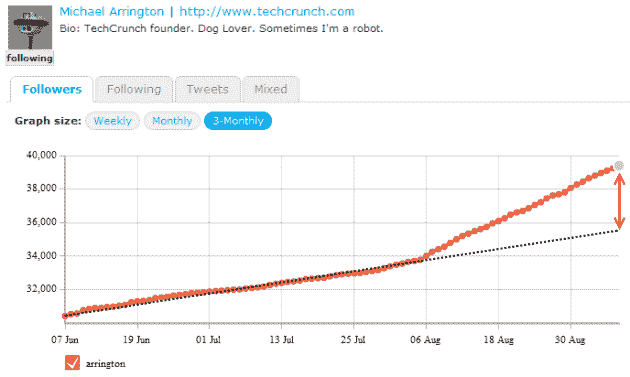 Michael Arrington | http://www.techcrunch.com
Bio: TechCrunch founder. Dog Lover. Sometimes I'm a robot.
following
Followers Following Tweets Mixed
Graph size: Weekly Monthly 3-Monthly
40,000
38,000
36,000
34,000
32,000
07 Jun 19 Jun 01 Jul 13 Jul 25 Jul 06 Aug 18 Aug 30 Aug
arrington